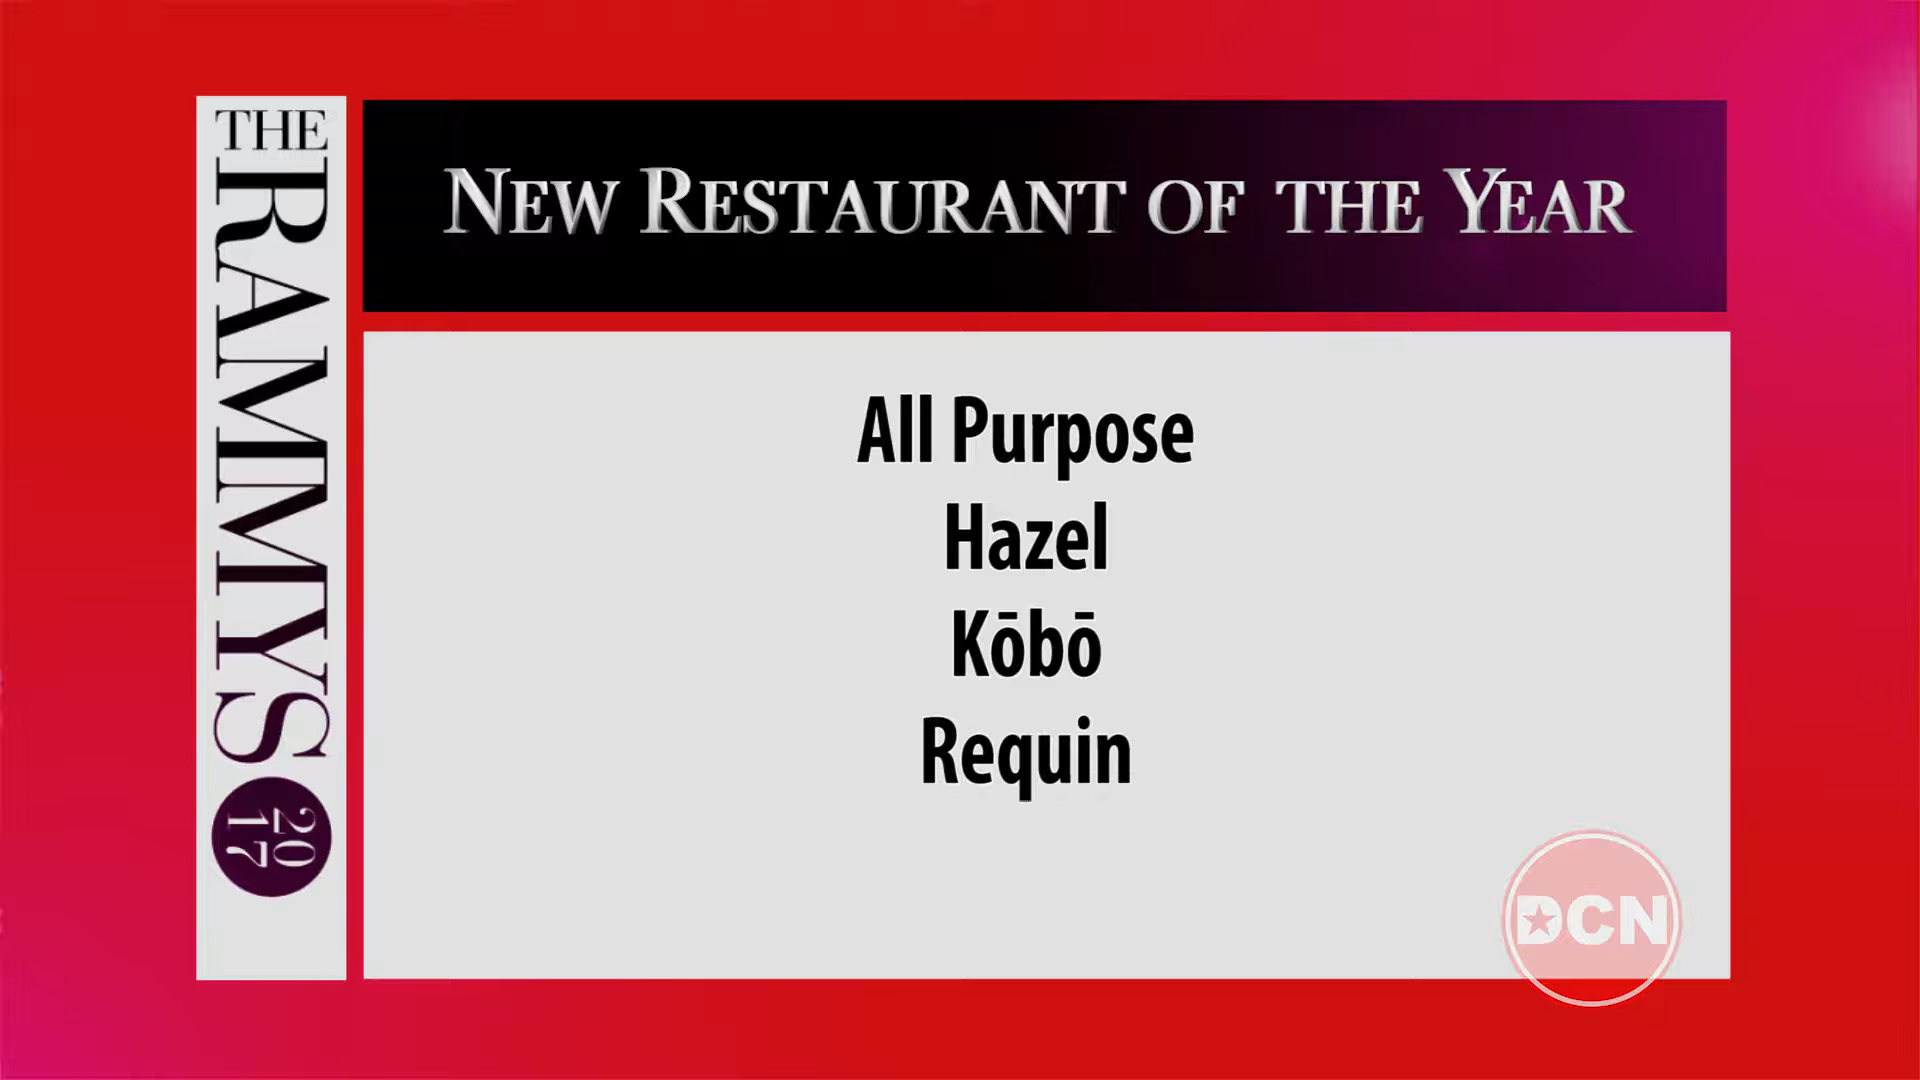 THE RAMMYS 2017
New Restaurant of the Year
All Purpose
Hazel
Kōbō
Requin
DCN